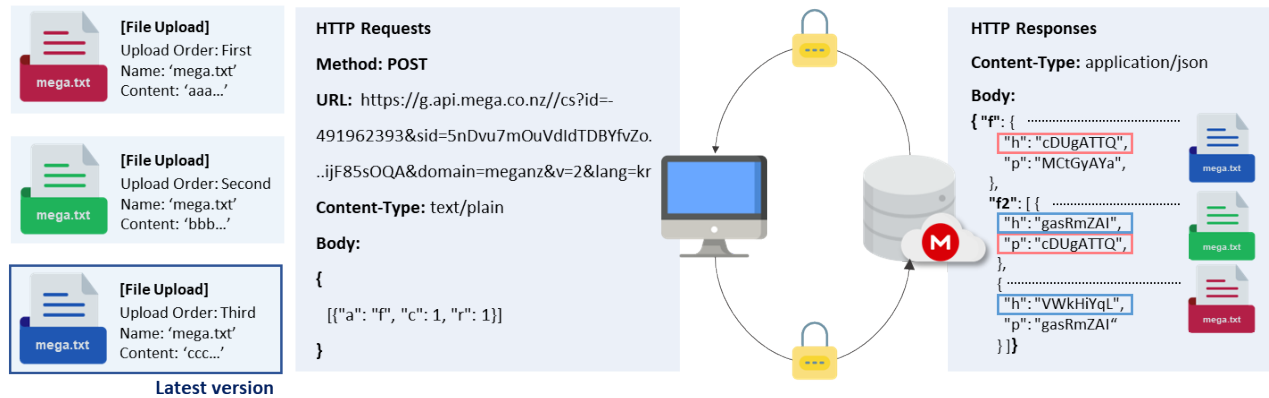 [File Upload]
Upload Order: First
Name: ‘mega.txt’
Content: ‘aaa...’
mega.txt
[File Upload]
Upload Order: Second
Name: ‘mega.txt’
Content: ‘bbb...’
mega.txt
[File Upload]
Upload Order: Third
Name: ‘mega.txt’
Content: ‘ccc...’
mega.txt
Latest version
HTTP Requests
Method: POST
URL: https://g.api.mega.co.nz//cs?id=-
491962393&sid=5nDvu7mOuVdIdTDBYfvZo.
..ijF85sOQA&domain=meganz&v=2&lang=kr
Content-Type: text/plain
Body:
{
[{"a": "f", "c": 1, "r": 1}]
}
M
HTTP Responses
Content-Type: application/json
Body:
{ "f": {
"h": "cDUgATTQ",
"p": "MCtGyAYa",
},
mega.txt
"f2": [ {
"h": "gasRmZAI",
"p": "cDUgATTQ",
},
mega.txt
{
"h": "VWkHiYqL",
"p": "gasRmZAI“
} ]}
mega.txt